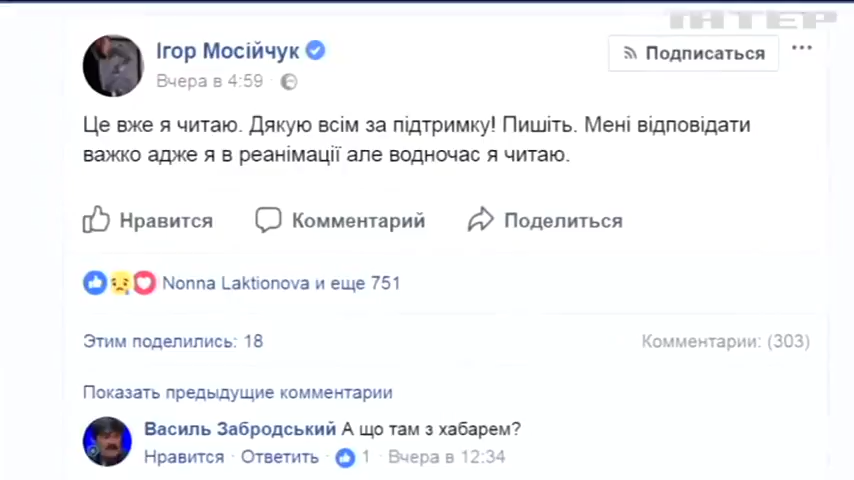 ІНТЕР
Ігор Мосійчук
Подписаться
Вчера в 4:59
Це вже я читаю. Дякую всім за підтримку! Пишіть. Мені відповідати
важко адже я в реанімації але водночас я читаю.
Нравится Комментарий Поделиться
Nonna Laktionova и еще 751
Этим поделились: 18 Комментарии: (303)
Показать предыдущие комментарии
Василь Забродський А що там з хабарем?
Нравится · Ответить · 1 · Вчера в 12:34